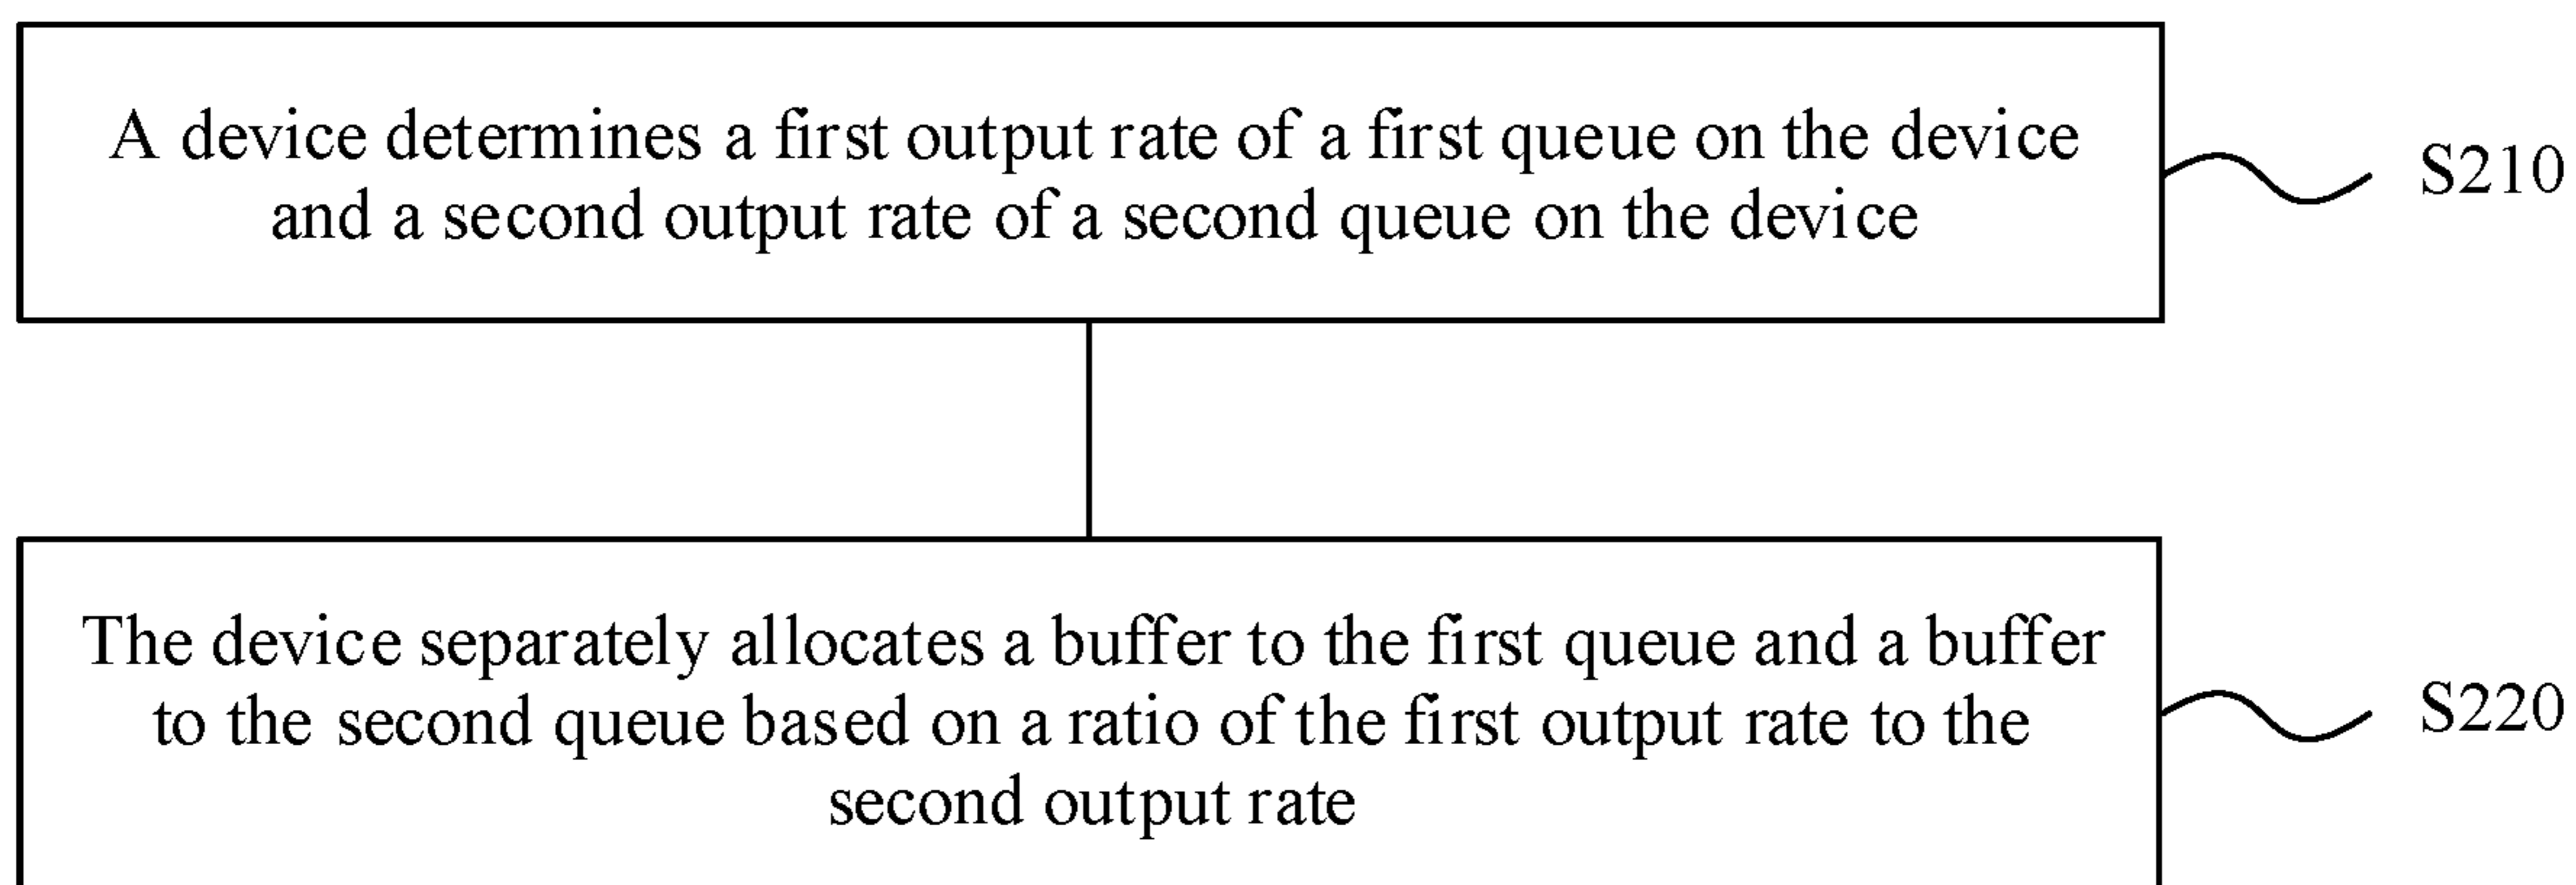 A device determines a first output rate of a first queue on the device
and a second output rate of a second queue on the device
S210
The device separately allocates a buffer to the first queue and a buffer
to the second queue based on a ratio of the first output rate to the
second output rate
S220